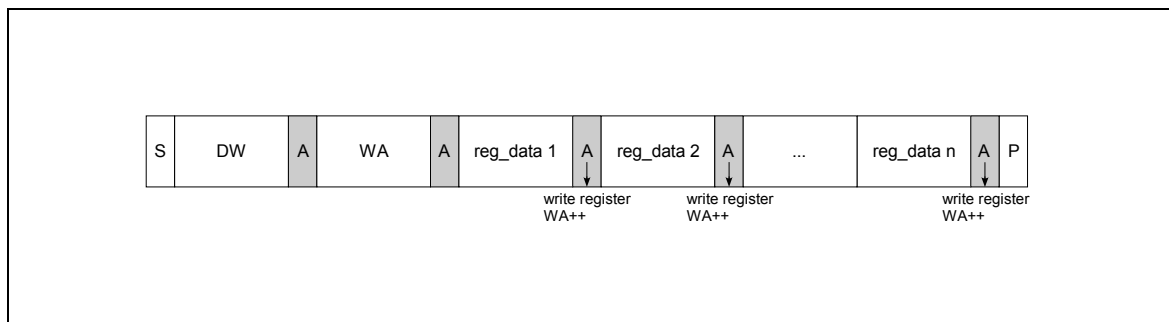 S DW A WA A reg_data 1 A reg_data 2 A ... reg_data n A P
write register write register write register
WA++ WA++ WA++